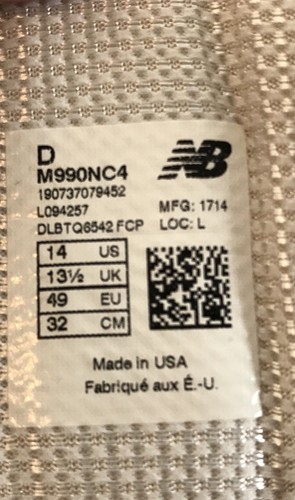 D
M990NC4
190737079452
L094257
MFG: 1714
DLBTQ6542 FCP
LOC: L
NB
14 US
13½ UK
49 EU
32 CM
Made in USA
Fabriqué aux É.-U.